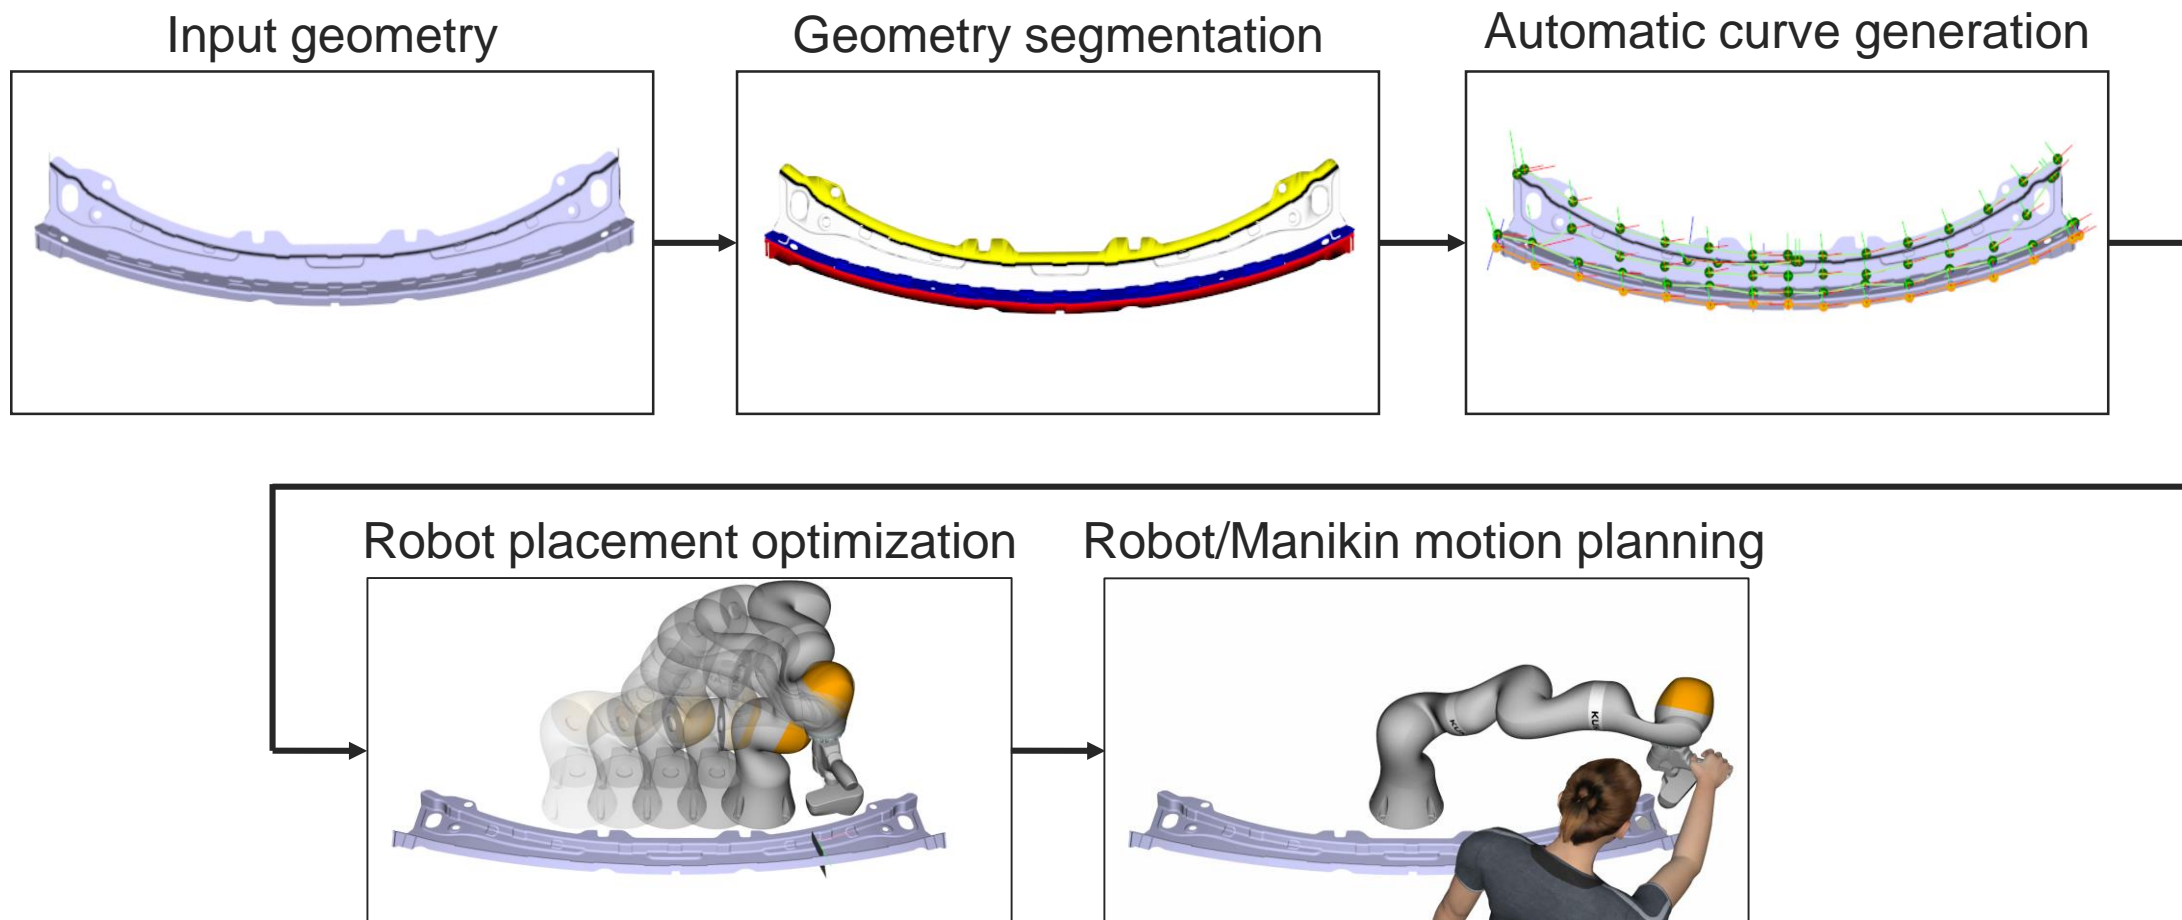 Input geometry
Geometry segmentation
Automatic curve generation
Robot placement optimization
Robot/Manikin motion planning